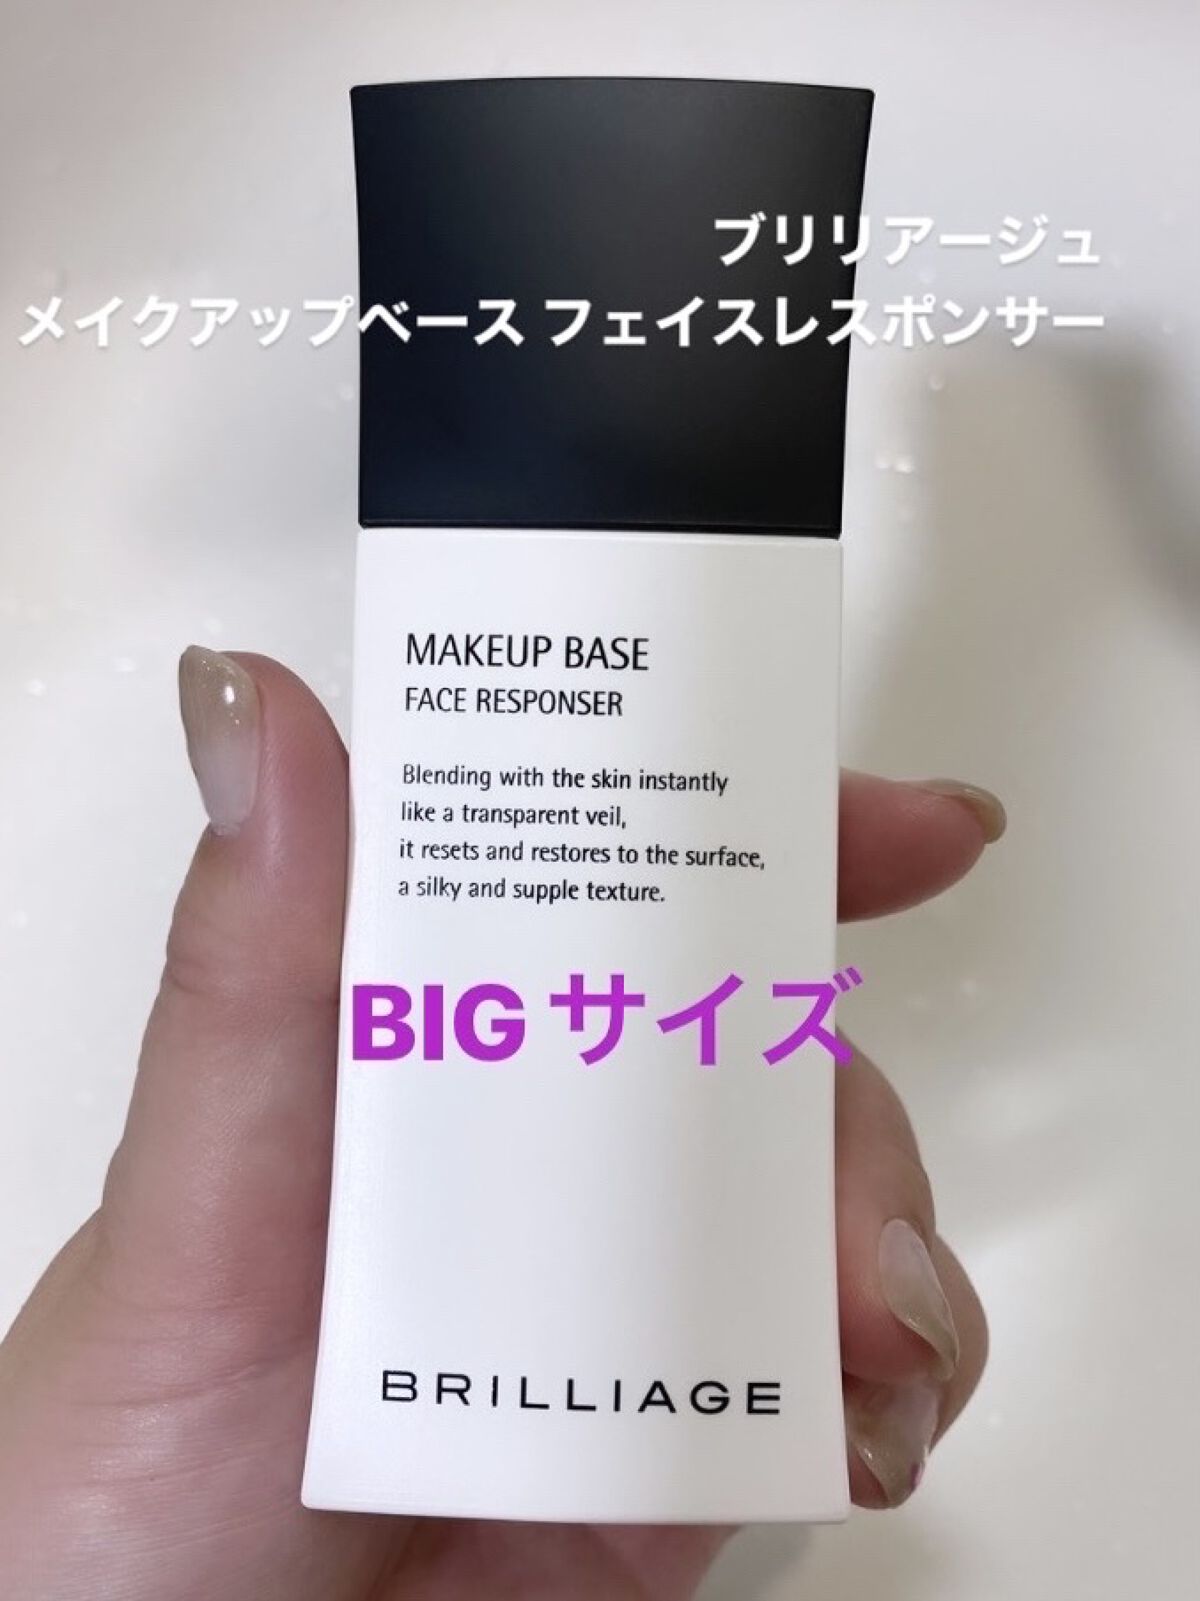 ブリリアージュ
メイクアップベース フェイスレスポンサー
MAKEUP BASE
FACE RESPONSER
Blending with the skin instantly
like a transparent veil,
it resets and restores to the surface,
a silky and supple texture.
BIG サイズ
BRILLIAGE